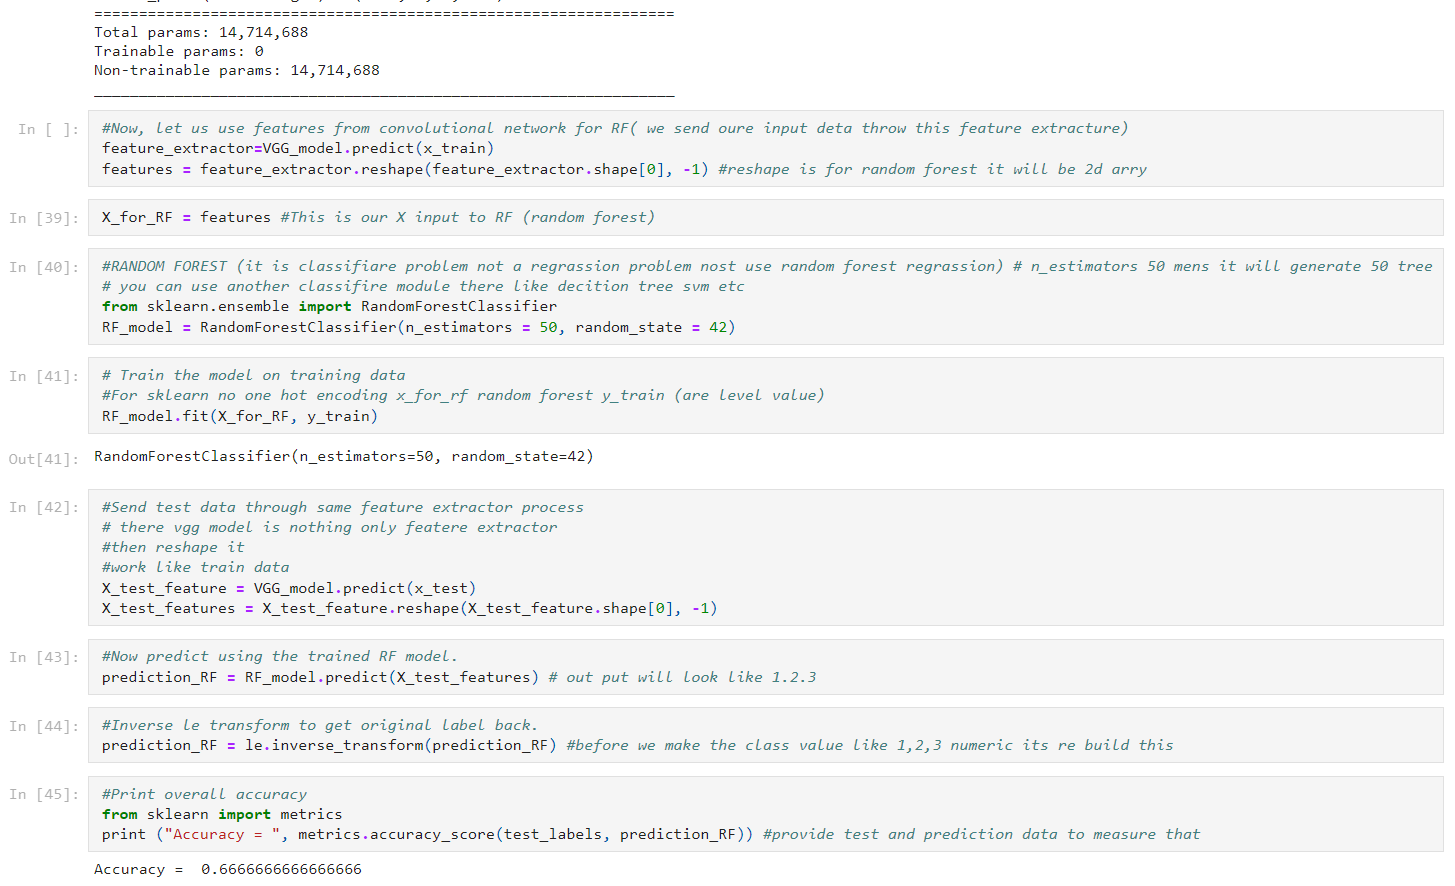 =================================================================
Total params: 14,714,688
Trainable params: 0
Non-trainable params: 14,714,688
_________________________________________________________________
In [ ]:
#Now, let us use features from convolutional network for RF( we send oure input deta throw this feature extracture)
feature_extractor=VGG_model.predict(x_train)
features = feature_extractor.reshape(feature_extractor.shape[0], -1) #reshape is for random forest it will be 2d arry
In [39]:
X_for_RF = features #This is our X input to RF (random forest)
In [40]:
#RANDOM FOREST (it is classifiare problem not a regrassion problem nost use random forest regrassion) # n_estimators 50 mens it will generate 50 tree
# you can use another classifire module there like decition tree svm etc
from sklearn.ensemble import RandomForestClassifier
RF_model = RandomForestClassifier(n_estimators = 50, random_state = 42)
In [41]:
# Train the model on training data
#For sklearn no one hot encoding x_for_rf random forest y_train (are level value)
RF_model.fit(X_for_RF, y_train)
Out[41]:
RandomForestClassifier(n_estimators=50, random_state=42)
In [42]:
#Send test data through same feature extractor process
# there vgg model is nothing only featere extractor
#then reshape it
#work like train data
X_test_feature = VGG_model.predict(x_test)
X_test_features = X_test_feature.reshape(X_test_feature.shape[0], -1)
In [43]:
#Now predict using the trained RF model.
prediction_RF = RF_model.predict(X_test_features) # out put will look like 1.2.3
In [44]:
#Inverse le transform to get original label back.
prediction_RF = le.inverse_transform(prediction_RF) #before we make the class value like 1,2,3 numeric its re build this
In [45]:
#Print overall accuracy
from sklearn import metrics
print ("Accuracy = ", metrics.accuracy_score(test_labels, prediction_RF)) #provide test and prediction data to measure that
Accuracy =  0.6666666666666666